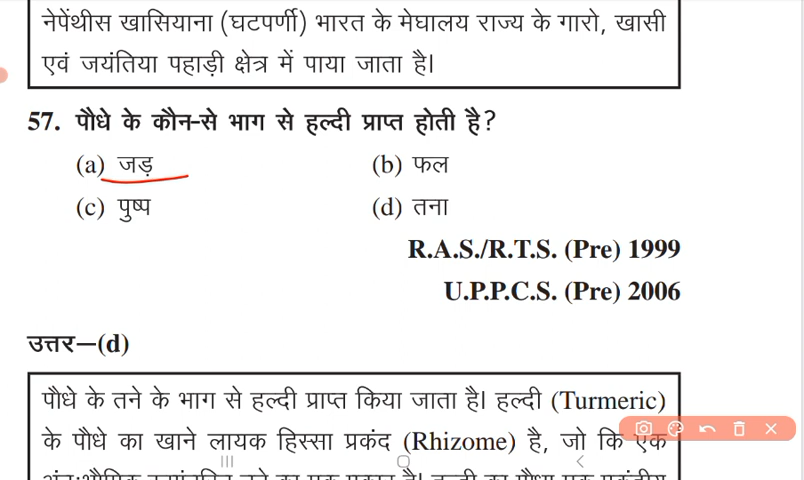 नेपेंथीस खासियाना (घटपर्णी) भारत के मेघालय राज्य के गारो, खासी
एवं जयंतिया पहाड़ी क्षेत्र में पाया जाता है।
57. पौधे के कौन-से भाग से हल्दी प्राप्त होती है?
(a) जड़ (b) फल
(c) पुष्प (d) तना
R.A.S./R.T.S. (Pre) 1999
U.P.P.C.S. (Pre) 2006
उत्तर—(d)
पौधे के तने के भाग से हल्दी प्राप्त किया जाता है। हल्दी (Turmeric)
के पौधे का खाने लायक हिस्सा प्रकंद (Rhizome) है, जो कि एक